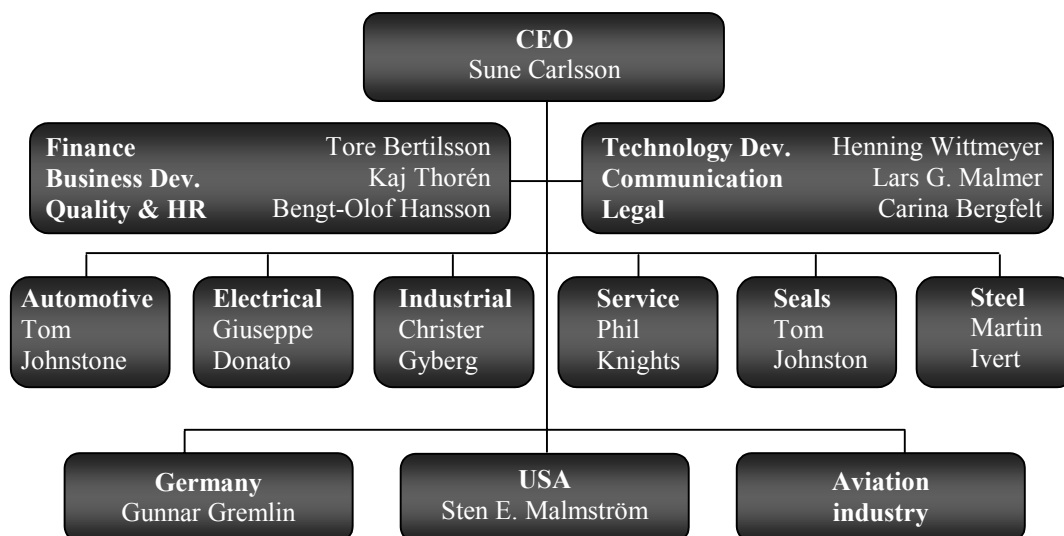 CEO
Sune Carlsson
Finance Tore Bertilsson
Business Dev. Kaj Thorén
Quality & HR Bengt-Olof Hansson
Technology Dev. Henning Wittmeyer
Communication Lars G. Malmer
Legal Carina Bergfelt
Automotive
Tom
Johnstone
Electrical
Giuseppe
Donato
Industrial
Christer
Gyberg
Service
Phil
Knights
Seals
Tom
Johnston
Steel
Martin
Ivert
Germany
Gunnar Gremlin
USA
Sten E. Malmström
Aviation
industry